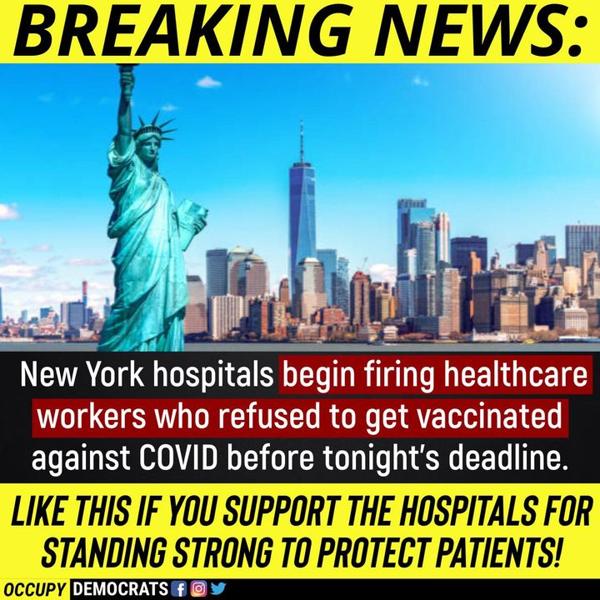 BREAKING NEWS:
New York hospitals begin firing healthcare
workers who refused to get vaccinated
against COVID before tonight's deadline.
LIKE THIS IF YOU SUPPORT THE HOSPITALS FOR
STANDING STRONG TO PROTECT PATIENTS!
OCCUPY DEMOCRATS